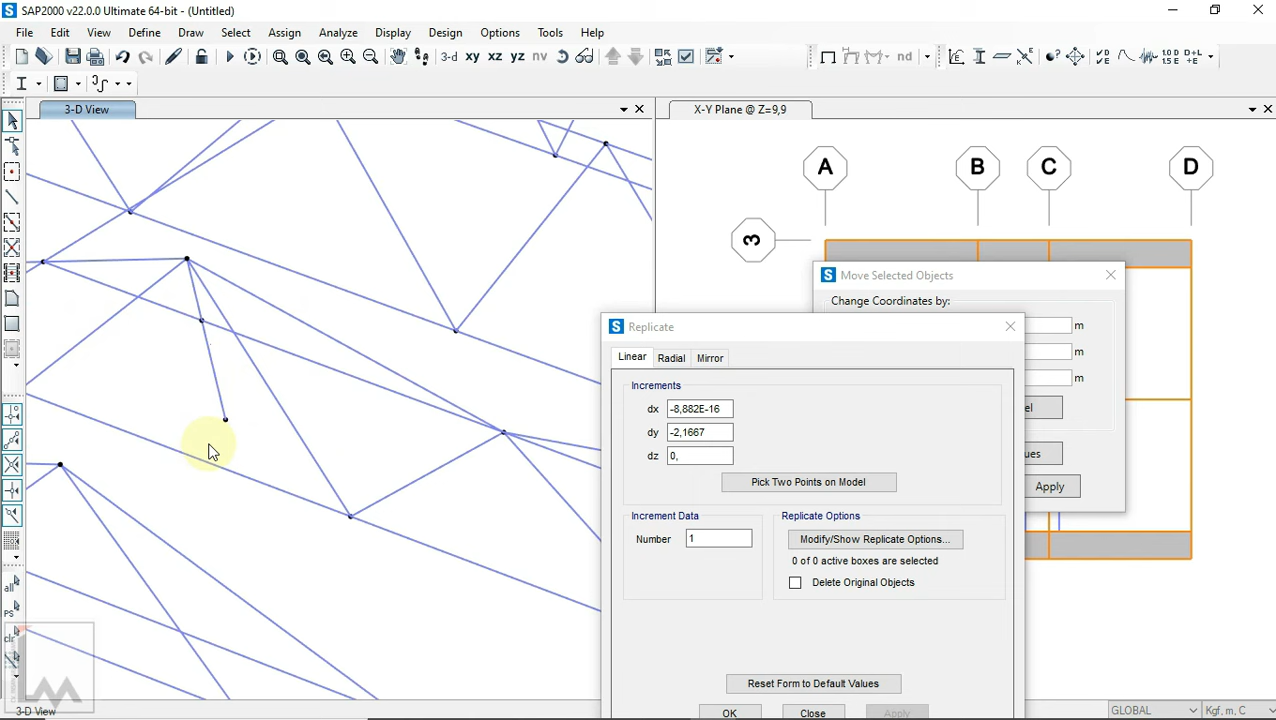 SAP2000 v22.0.0 Ultimate 64-bit - (Untitled)
File Edit View Define Draw Select Assign Analyze Display Design Options Tools Help
3-d xy xz yz nv nd
3-D View
X-Y Plane @ Z=9,9
A B C D
3
Move Selected Objects
Change Coordinates by:
m
m
m
el
ues
Apply
Replicate
Linear Radial Mirror
Increments
dx -8,882E-16
dy -2,1667
dz 0,
Pick Two Points on Model
Increment Data
Number 1
Replicate Options
Modify/Show Replicate Options...
0 of 0 active boxes are selected
Delete Original Objects
Reset Form to Default Values
OK Close Apply
all
PS
clr
3-D View
GLOBAL
Kgf, m, C